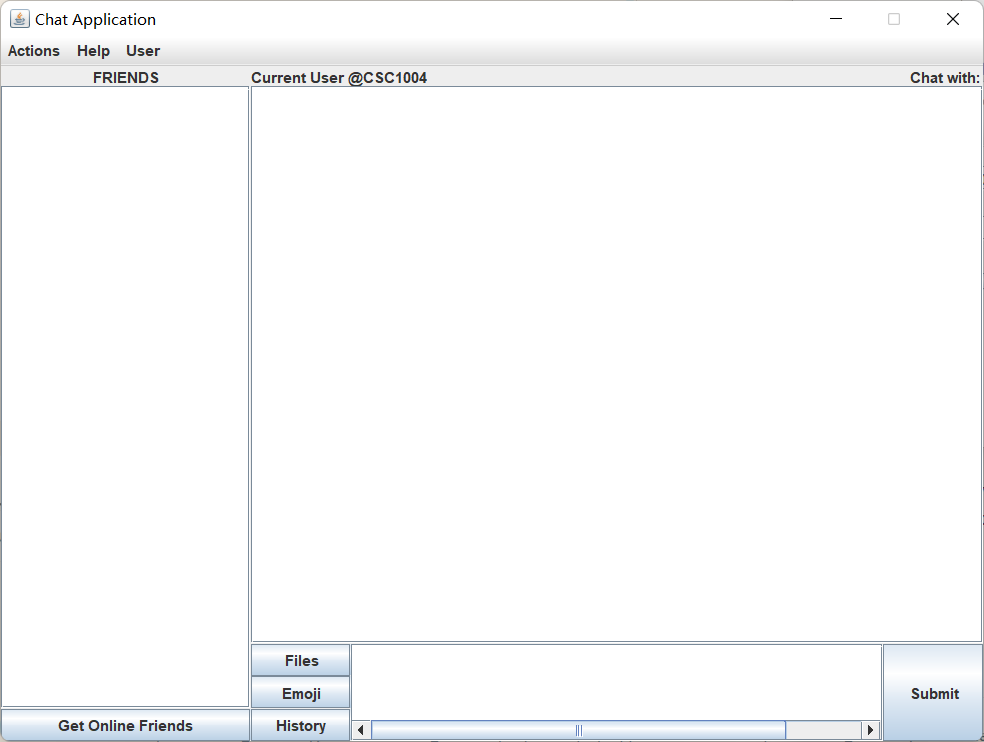 Chat Application
Actions Help User
FRIENDS Current User @CSC1004 Chat with:
Files
Emoji
Submit
Get Online Friends
History